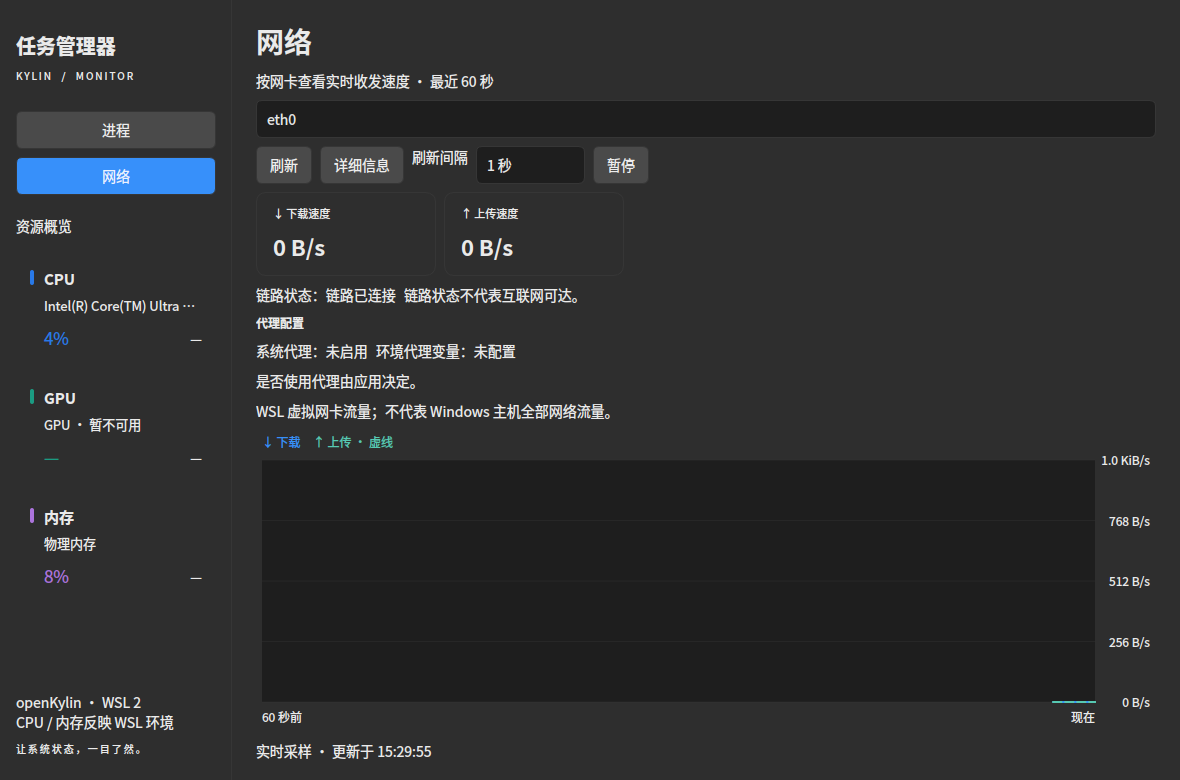 任务管理器
KYLIN / MONITOR
进程
网络
资源概览
CPU
Intel(R) Core(TM) Ultra ···
4%
—
GPU
GPU · 暂不可用
—
—
内存
物理内存
8%
—
openKylin · WSL 2
CPU / 内存反映 WSL 环境
让系统状态，一目了然。
网络
按网卡查看实时收发速度 · 最近 60 秒
eth0
刷新 详细信息 刷新间隔 1 秒 暂停
↓ 下载速度
0 B/s
↑ 上传速度
0 B/s
链路状态：链路已连接 链路状态不代表互联网可达。
代理配置
系统代理：未启用 环境代理变量：未配置
是否使用代理由应用决定。
WSL 虚拟网卡流量；不代表 Windows 主机全部网络流量。
↓ 下载 ↑ 上传 · 虚线
1.0 KiB/s
768 B/s
512 B/s
256 B/s
0 B/s
60 秒前 现在
实时采样 · 更新于 15:29:55